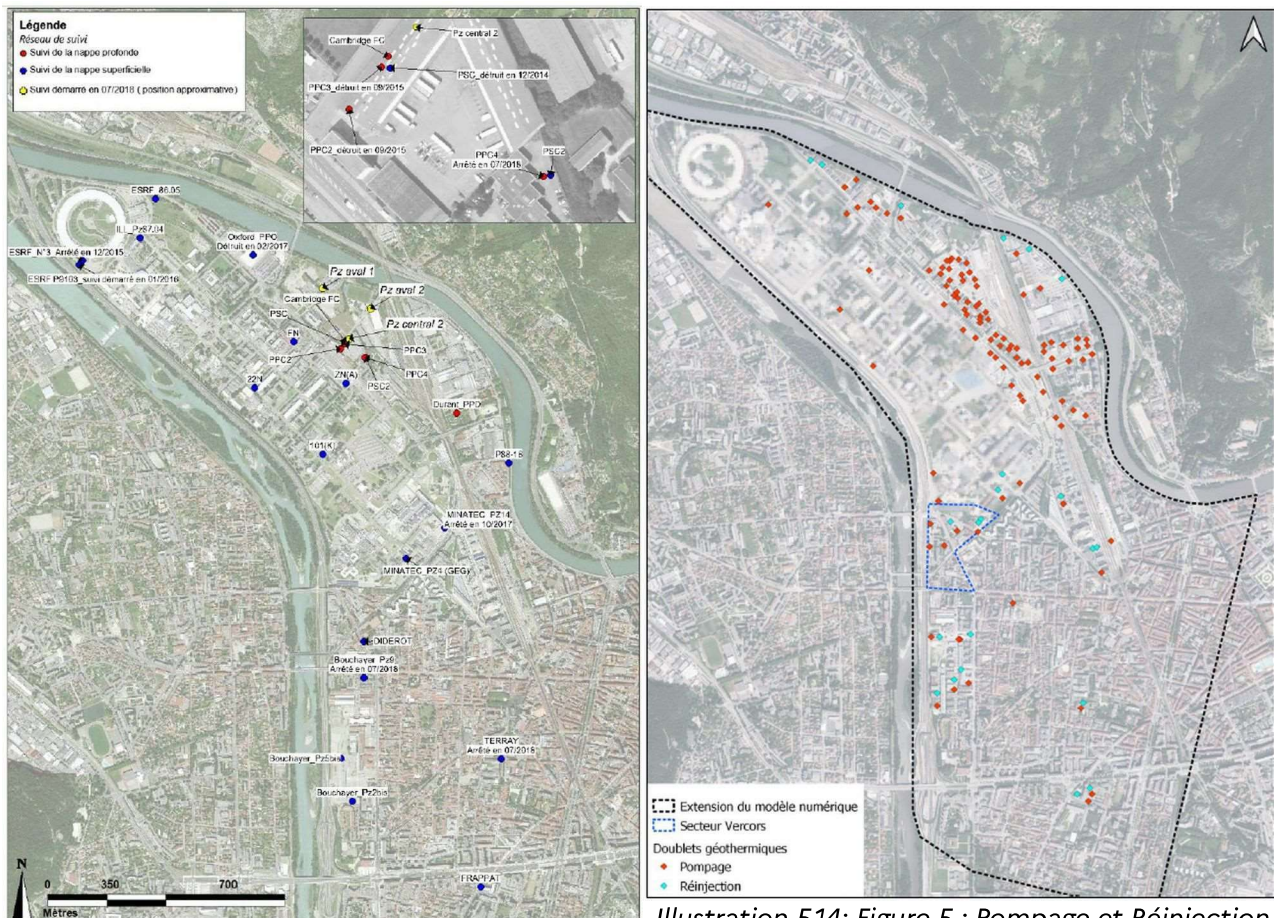 Légende
Réseau de suivi
Suivi de la nappe profonde
Suivi de la nappe superficielle
Suivi démarré en 07/2018 ( position approximative)
Cambridge FC
Pz central 2
PSC_détruit en 12/2014
PPC3_détruit en 09/2015
PPC2_détruit en 09/2015
PPC4
Arrêté en 07/2018
PSC2
ESRF_86.05
ILL_Pz87.04
ESRF_N°3_Arrêté en 12/2015
ESRF P9103_suivi démarré en 01/2016
Oxford_PPO
Détruit en 02/2017
Pz aval 1
Cambridge FC
Pz aval 2
PSC
Pz central 2
FN
PPC2
PPC3
PPC4
PSC2
22N
ZN(A)
Durant_PPD
101(K)
P88-16
MINATEC_PZ14
Arrêté en 10/2017
MINATEC_PZ4 (GEG)
DIDEROT
Bouchayer_Pz9
Arrêté en 07/2018
TERRAY
Arrêté en 07/2018
Bouchayer_Pz5bis
Bouchayer_Pz2bis
FRAPPAT
N
0 350 700
Mètres
Extension du modèle numérique
Secteur Vercors
Doublets géothermiques
Pompage
Réinjection
Illustration 514: Figure 5 : Pompage et Réinjection